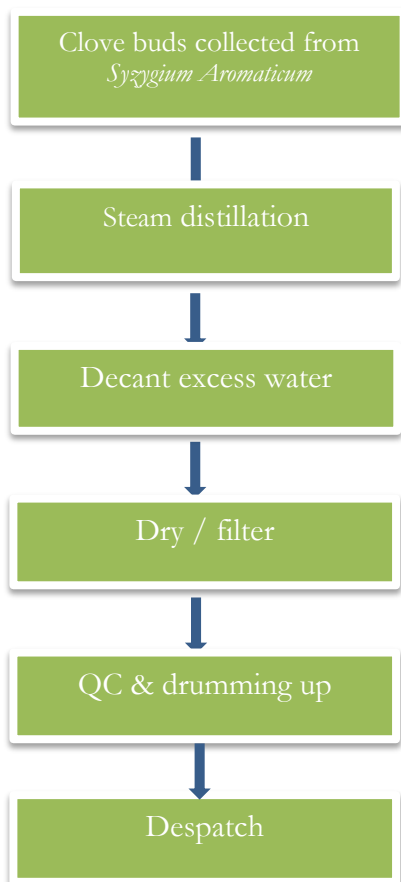 Clove buds collected from
Syzygium Aromaticum
Steam distillation
Decant excess water
Dry / filter
QC & drumming up
Despatch